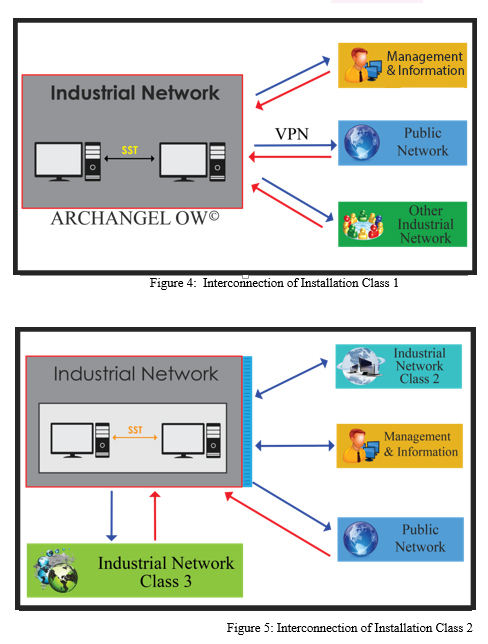 Industrial Network
SST
ARCHANGEL OW©
VPN
Management
& Information
Public
Network
Other
Industrial
Network
Figure 4: Interconnection of Installation Class 1
Industrial Network
SST
Industrial
Network
Class 2
Management
& Information
Public
Network
Industrial Network
Class 3
Figure 5: Interconnection of Installation Class 2